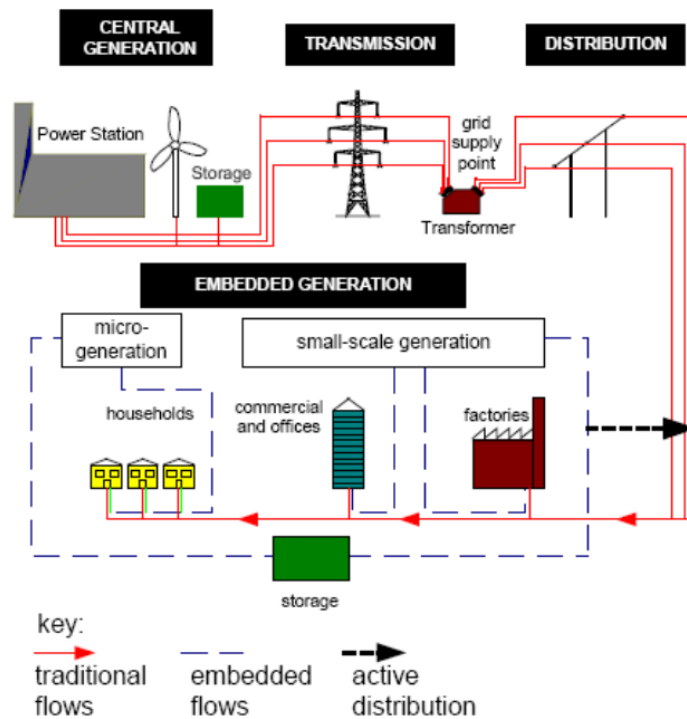 CENTRAL
GENERATION
TRANSMISSION
DISTRIBUTION
Power Station
Storage
grid
supply
point
Transformer
EMBEDDED GENERATION
micro-
generation
small-scale generation
households
commercial
and offices
factories
storage
key:
traditional
flows
embedded
flows
active
distribution